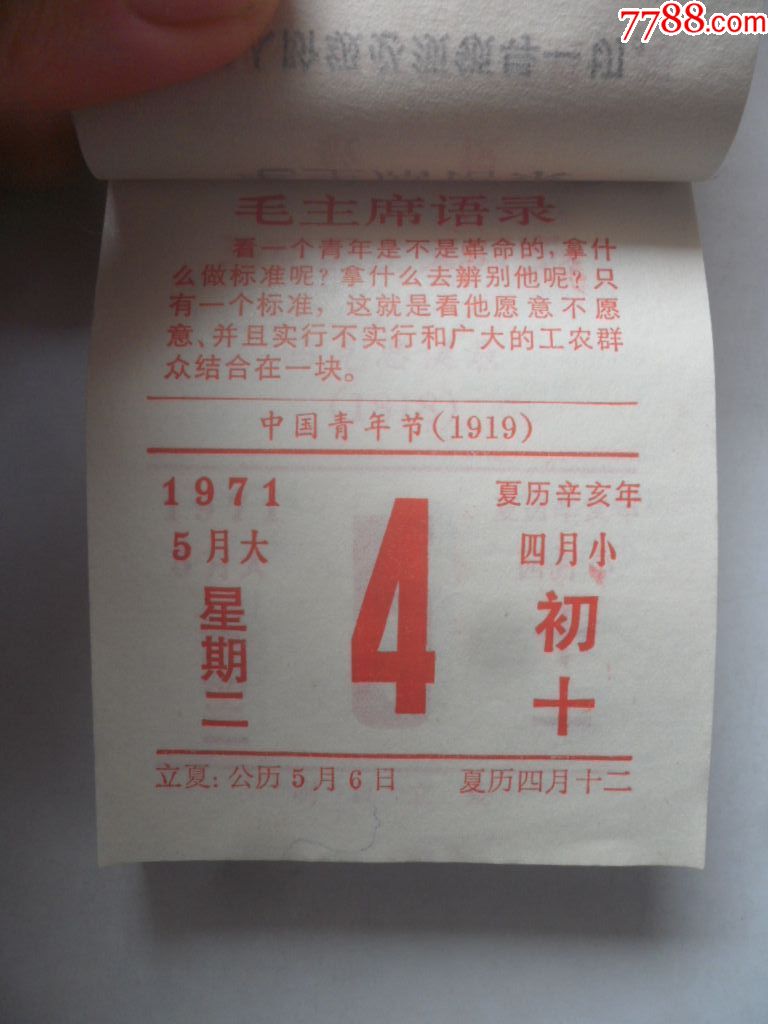 7788.com
毛主席语录
看一个青年是不是革命的，拿什
么做标准呢？拿什么去辨别他呢？只
有一个标准，这就是看他愿意不愿
意、并且实行不实行和广大的工农群
众结合在一块。
中国青年节(1919)
1971
5月大
星期二
4
夏历辛亥年
四月小
初十
立夏：公历5月6日 夏历四月十二